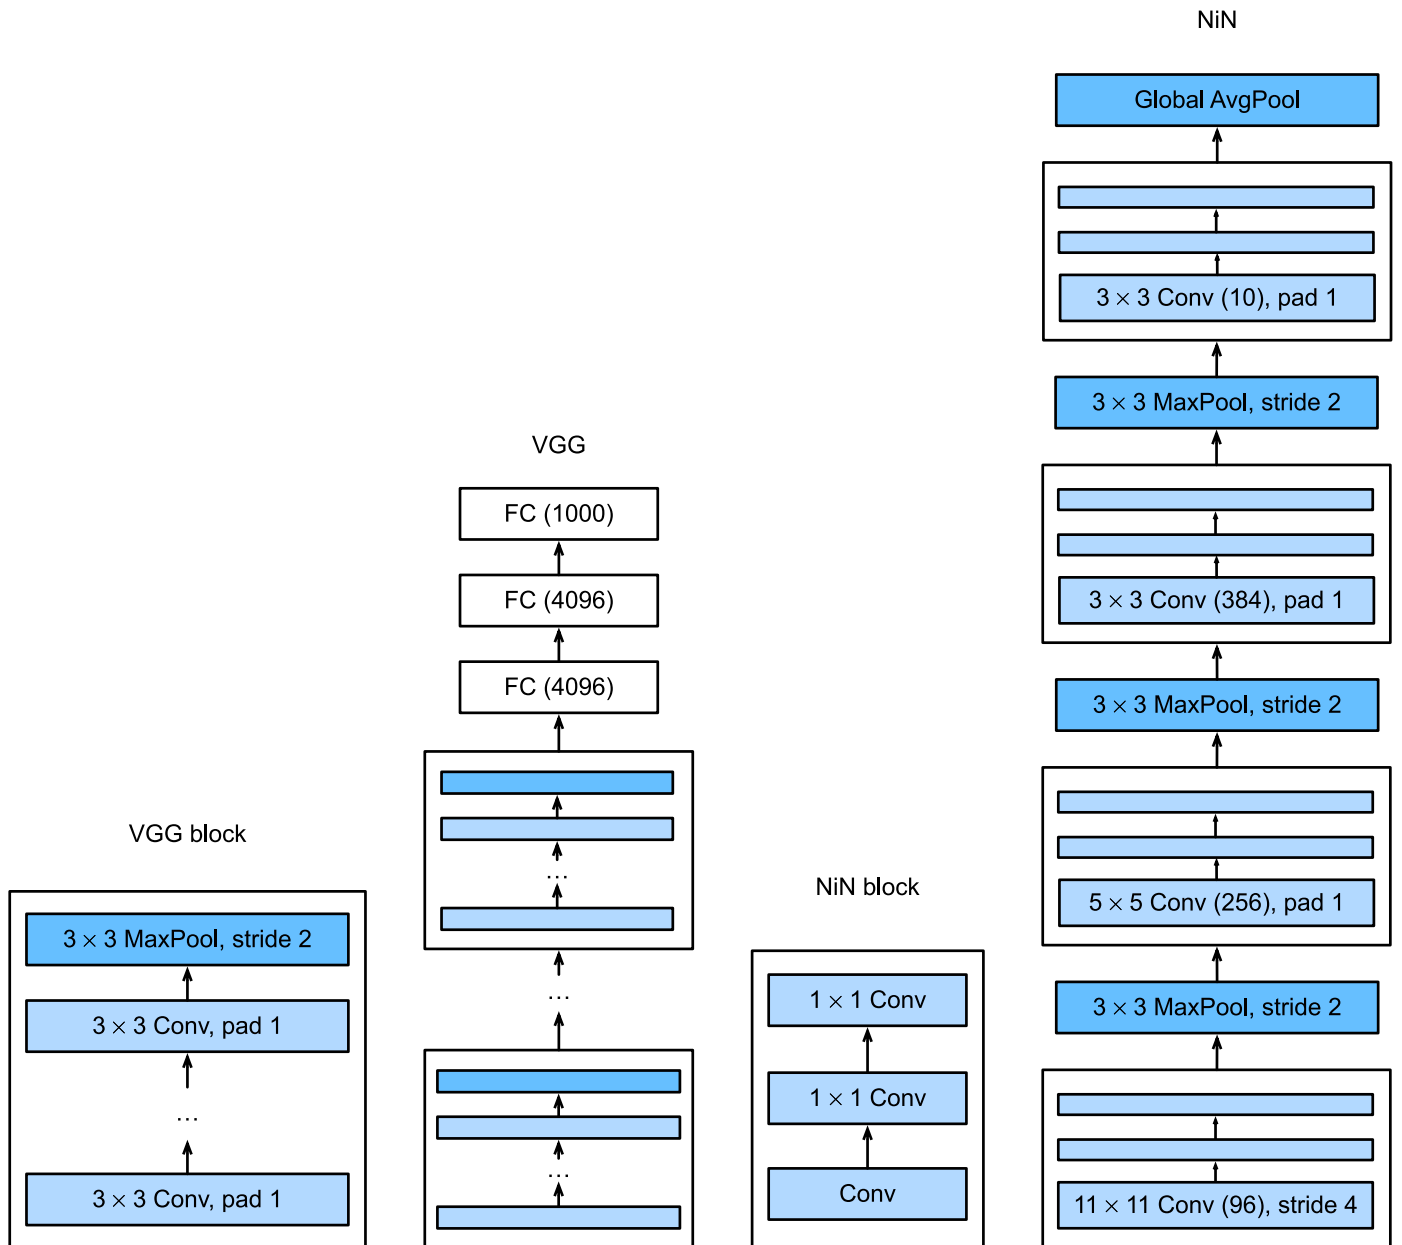 VGG block
3 × 3 MaxPool, stride 2
3 × 3 Conv, pad 1
...
3 × 3 Conv, pad 1
VGG
FC (1000)
FC (4096)
FC (4096)
...
...
...
NiN block
1 × 1 Conv
1 × 1 Conv
Conv
NiN
Global AvgPool
3 × 3 Conv (10), pad 1
3 × 3 MaxPool, stride 2
3 × 3 Conv (384), pad 1
3 × 3 MaxPool, stride 2
5 × 5 Conv (256), pad 1
3 × 3 MaxPool, stride 2
11 × 11 Conv (96), stride 4